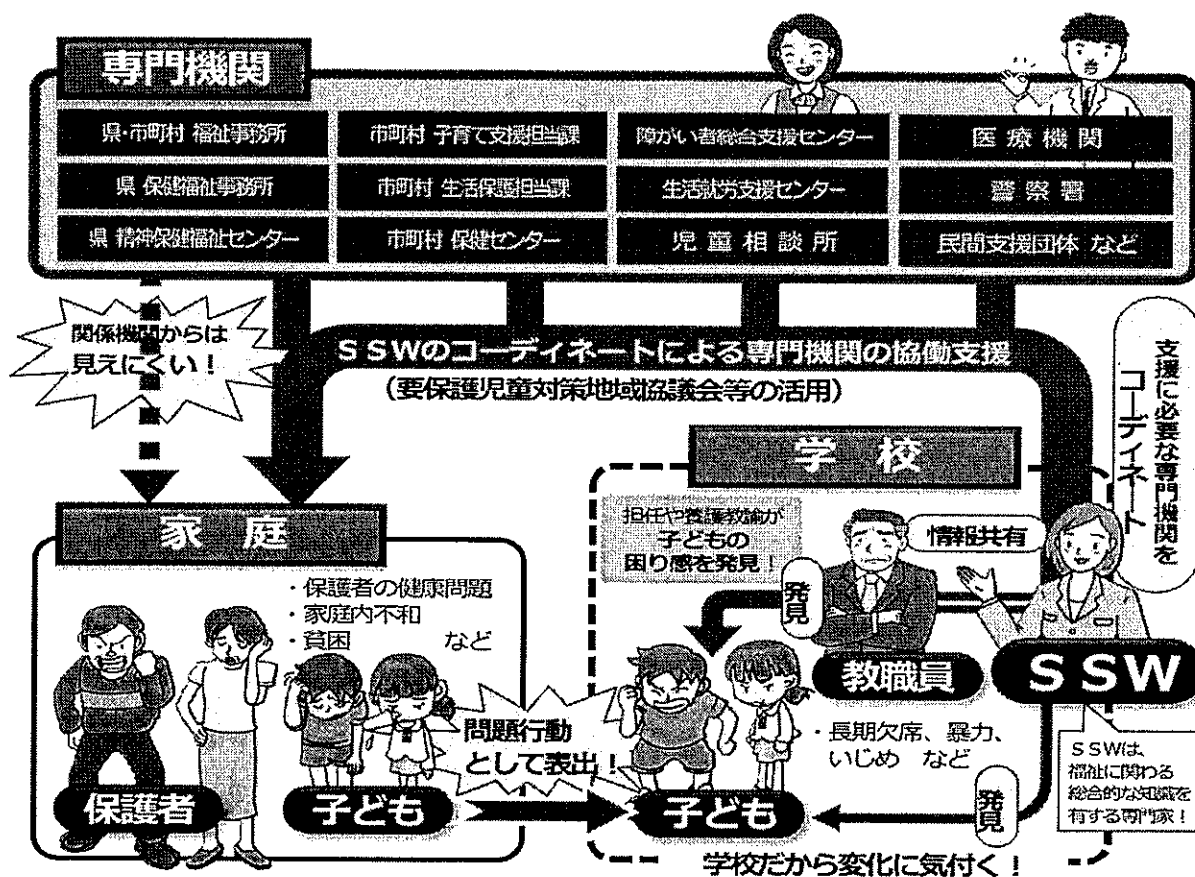 専門機関
県・市町村 福祉事務所
市町村 子育て支援担当課
障がい者総合支援センター
医療機関
県 保健福祉事務所
市町村 生活保護担当課
生活就労支援センター
警察署
県 精神保健福祉センター
市町村 保健センター
児童相談所
民間支援団体 など
関係機関からは
見えにくい!
SSWのコーディネートによる専門機関の協働支援
(要保護児童対策地域協議会等の活用)
支援に必要な専門機関を
コーディネート
学校
担任や養護教諭が
子どもの
困り感を発見!
情報共有
発見
教職員
SSW
・長期欠席、暴力、
いじめ など
SSWは、
福祉に関わる
総合的な知識を
有する専門家!
発見
家庭
・保護者の健康問題
・家庭内不和
・貧困 など
問題行動
として表出!
保護者
子ども
子ども
学校だから変化に気付く!